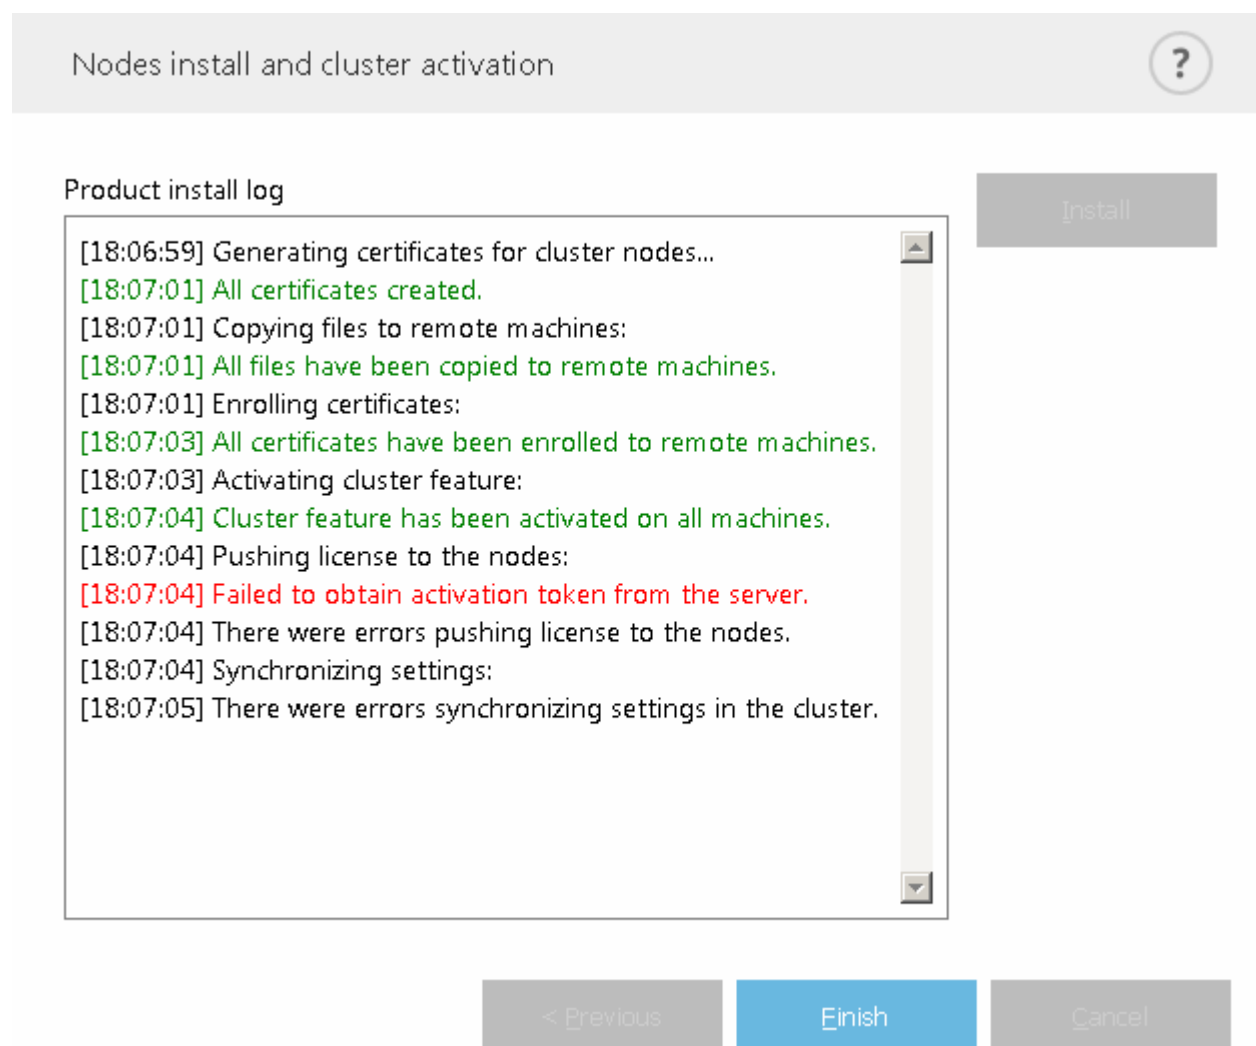 Nodes install and cluster activation
?
Product install log
Install
[18:06:59] Generating certificates for cluster nodes...
[18:07:01] All certificates created.
[18:07:01] Copying files to remote machines:
[18:07:01] All files have been copied to remote machines.
[18:07:01] Enrolling certificates:
[18:07:03] All certificates have been enrolled to remote machines.
[18:07:03] Activating cluster feature:
[18:07:04] Cluster feature has been activated on all machines.
[18:07:04] Pushing license to the nodes:
[18:07:04] Failed to obtain activation token from the server.
[18:07:04] There were errors pushing license to the nodes.
[18:07:04] Synchronizing settings:
[18:07:05] There were errors synchronizing settings in the cluster.
< Previous
Finish
Cancel